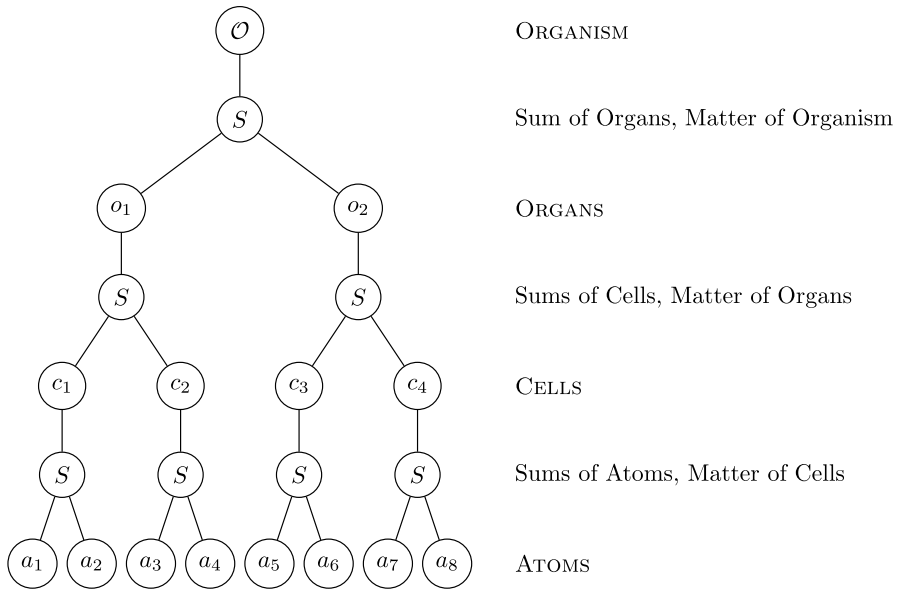 𝒪 Organism
S Sum of Organs, Matter of Organism
o₁ o₂ Organs
S S Sums of Cells, Matter of Organs
c₁ c₂ c₃ c₄ Cells
S S S S Sums of Atoms, Matter of Cells
a₁ a₂ a₃ a₄ a₅ a₆ a₇ a₈ Atoms